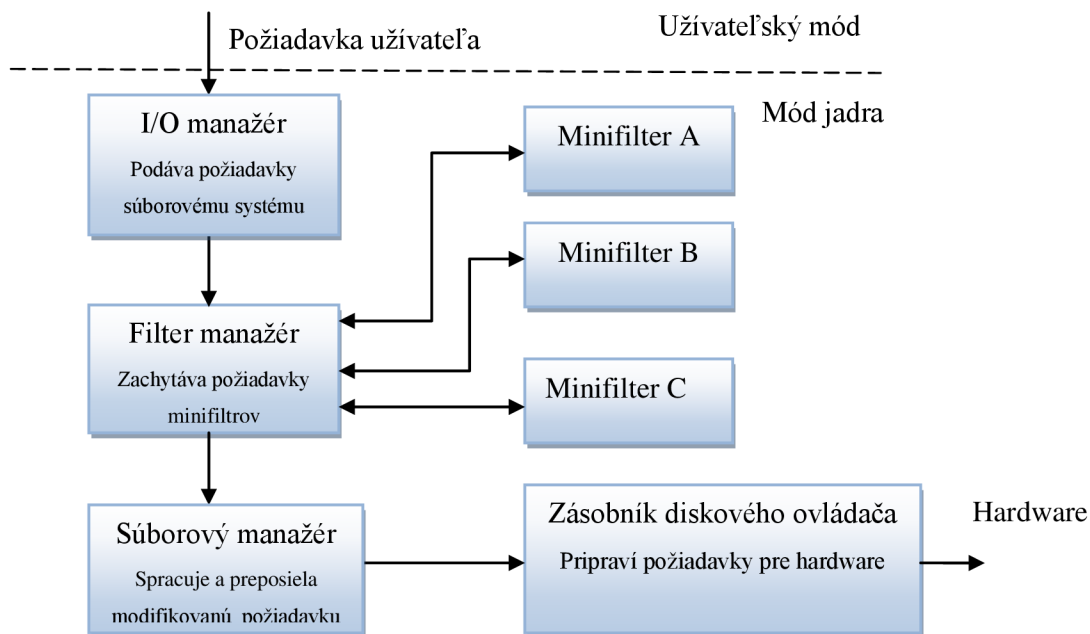 Užívateľský mód
Požiadavka užívateľa
Mód jadra
I/O manažér
Podáva požiadavky
súborovému systému
Minifilter A
Minifilter B
Filter manažér
Zachytáva požiadavky
minifiltrov
Minifilter C
Súborový manažér
Spracuje a preposiela
modifikovanú požiadavku
Zásobník diskového ovládača
Pripraví požiadavky pre hardware
Hardware